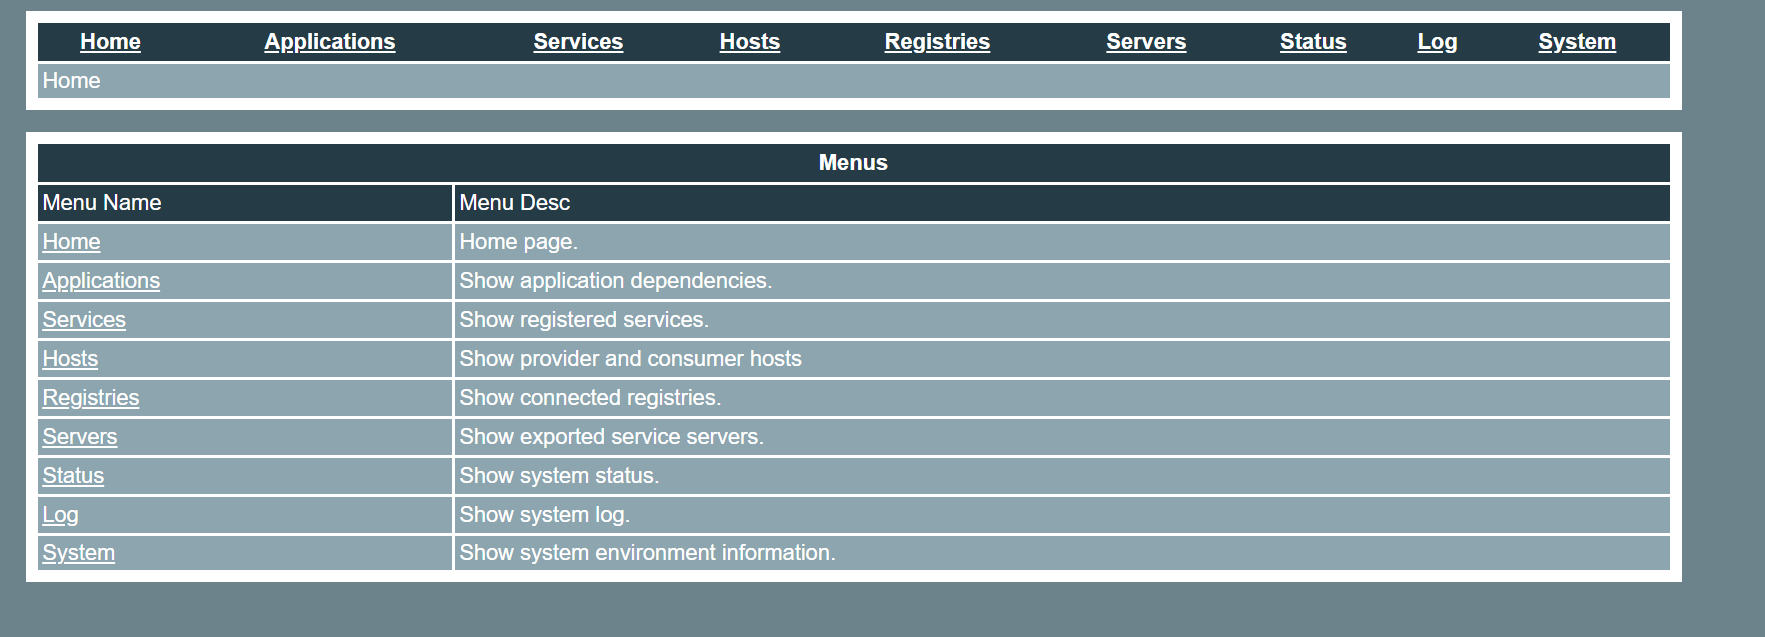 Home Applications Services Hosts Registries Servers Status Log System
Home
Menus
Menu Name Menu Desc
Home Home page.
Applications Show application dependencies.
Services Show registered services.
Hosts Show provider and consumer hosts
Registries Show connected registries.
Servers Show exported service servers.
Status Show system status.
Log Show system log.
System Show system environment information.